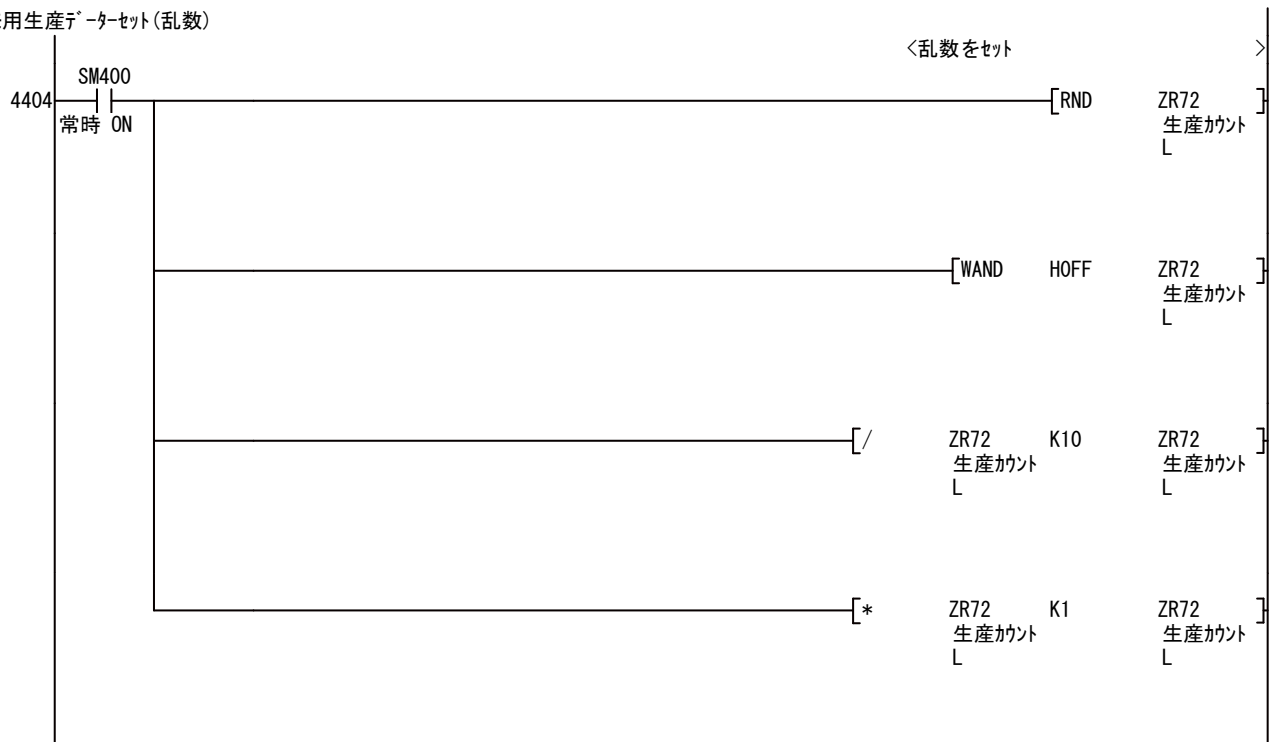 用生産ﾃﾞｰﾀｰｾｯﾄ(乱数)
<乱数をｾｯﾄ >
SM400
4404
常時 ON
RND ZR72
生産ｶｳﾝﾄ
L
WAND H0FF ZR72
生産ｶｳﾝﾄ
L
/ ZR72 K10 ZR72
生産ｶｳﾝﾄ 生産ｶｳﾝﾄ
L L
* ZR72 K1 ZR72
生産ｶｳﾝﾄ 生産ｶｳﾝﾄ
L L